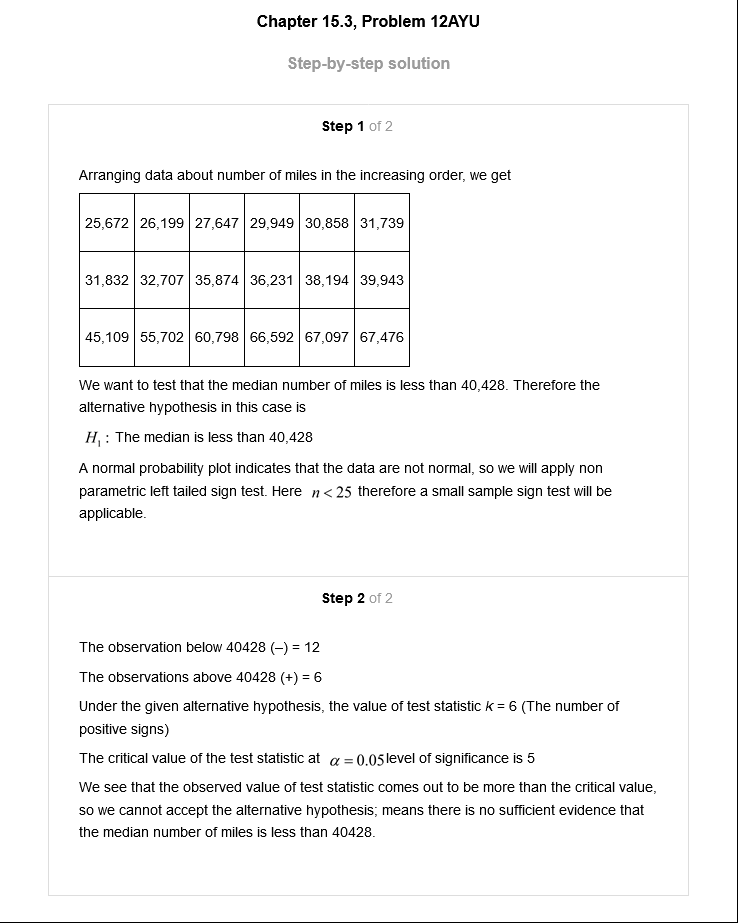 Chapter 15.3, Problem 12AYU
Step-by-step solution
Step 1 of 2
Arranging data about number of miles in the increasing order, we get
25,672 26,199 27,647 29,949 30,858 31,739
31,832 32,707 35,874 36,231 38,194 39,943
45,109 55,702 60,798 66,592 67,097 67,476
We want to test that the median number of miles is less than 40,428. Therefore the
alternative hypothesis in this case is
H₁ : The median is less than 40,428
A normal probability plot indicates that the data are not normal, so we will apply non
parametric left tailed sign test. Here n < 25 therefore a small sample sign test will be
applicable.
Step 2 of 2
The observation below 40428 (–) = 12
The observations above 40428 (+) = 6
Under the given alternative hypothesis, the value of test statistic k = 6 (The number of
positive signs)
The critical value of the test statistic at α = 0.05 level of significance is 5
We see that the observed value of test statistic comes out to be more than the critical value,
so we cannot accept the alternative hypothesis; means there is no sufficient evidence that
the median number of miles is less than 40428.